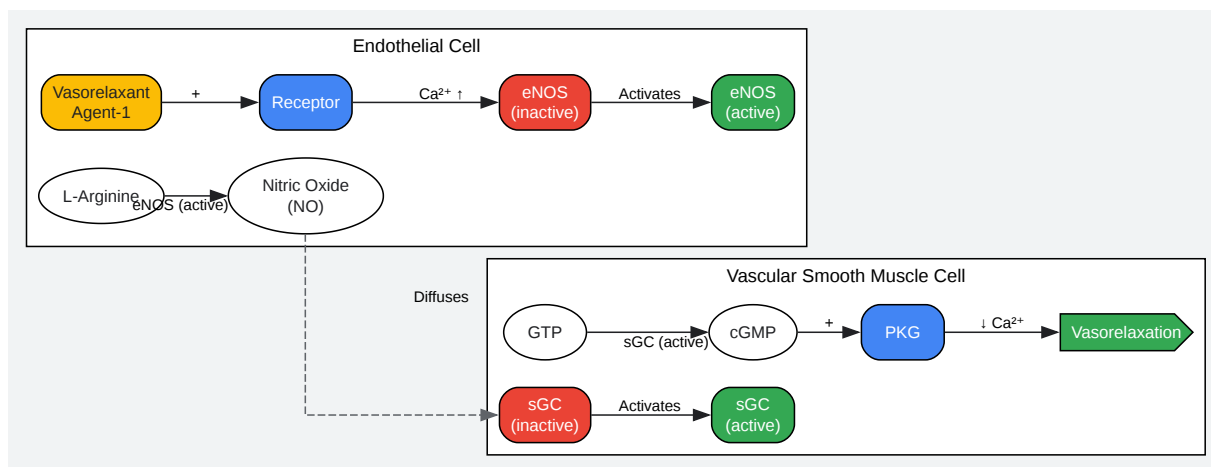 Endothelial Cell
Vasorelaxant
Agent-1
+
Receptor
Ca²⁺ ↑
eNOS
(inactive)
Activates
eNOS
(active)
L-Arginine
eNOS (active)
Nitric Oxide
(NO)
Diffuses
Vascular Smooth Muscle Cell
GTP
sGC (active)
cGMP
+
PKG
↓ Ca²⁺
Vasorelaxation
sGC
(inactive)
Activates
sGC
(active)